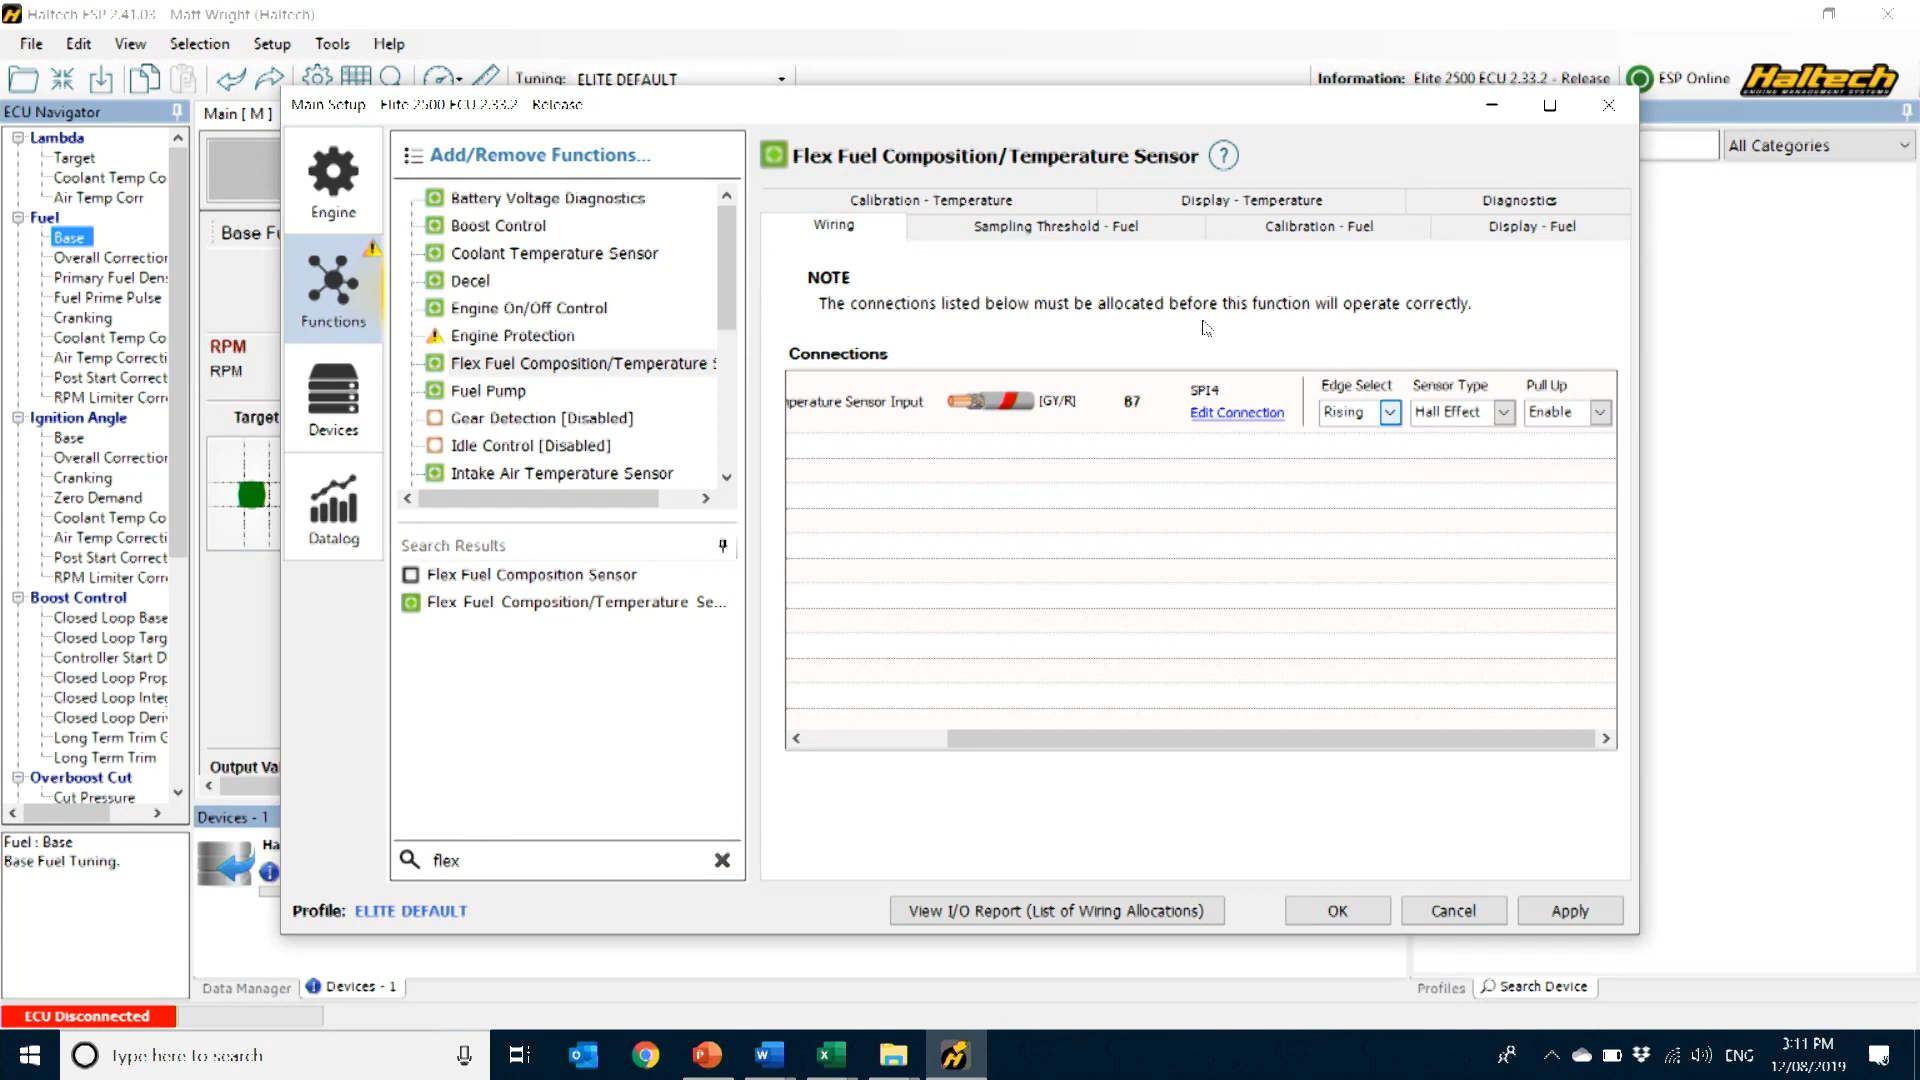 Haltech ESP 2.41.03 - Matt Wright (Haltech)
File Edit View Selection Setup Tools Help
Tuning: ELITE DEFAULT
Information: Elite 2500 ECU 2.33.2 - Release
ESP Online
Haltech
ENGINE MANAGEMENT SYSTEMS
ECU Navigator
Main [ M ]
Main Setup - Elite 2500 ECU 2.33.2 - Release
All Categories
Lambda
Target
Coolant Temp Co
Air Temp Corr
Fuel
Base
Overall Correction
Primary Fuel Dens
Fuel Prime Pulse
Cranking
Coolant Temp Co
Air Temp Correcti
Post Start Correct
RPM Limiter Corr
Ignition Angle
Base
Overall Correction
Cranking
Zero Demand
Coolant Temp Co
Air Temp Correcti
Post Start Correct
RPM Limiter Corr
Boost Control
Closed Loop Base
Closed Loop Targ
Controller Start D
Closed Loop Prop
Closed Loop Integ
Closed Loop Deri
Long Term Trim C
Long Term Trim
Overboost Cut
Cut Pressure
Fuel : Base
Base Fuel Tuning.
Base Fu
RPM
RPM
Target
Output Val
Devices - 1
Ha
Engine
Functions
Devices
Datalog
Add/Remove Functions...
Battery Voltage Diagnostics
Boost Control
Coolant Temperature Sensor
Decel
Engine On/Off Control
Engine Protection
Flex Fuel Composition/Temperature S
Fuel Pump
Gear Detection [Disabled]
Idle Control [Disabled]
Intake Air Temperature Sensor
Search Results
Flex Fuel Composition Sensor
Flex Fuel Composition/Temperature Se...
flex
Flex Fuel Composition/Temperature Sensor ?
Calibration - Temperature Display - Temperature Diagnostics
Wiring Sampling Threshold - Fuel Calibration - Fuel Display - Fuel
NOTE
The connections listed below must be allocated before this function will operate correctly.
Connections
perature Sensor Input [GY/R] B7 SPI4
Edit Connection
Edge Select Sensor Type Pull Up
Rising Hall Effect Enable
Profile: ELITE DEFAULT
View I/O Report (List of Wiring Allocations) OK Cancel Apply
Data Manager Devices - 1
Profiles Search Device
ECU Disconnected
Type here to search
ENG
3:11 PM
12/08/2019